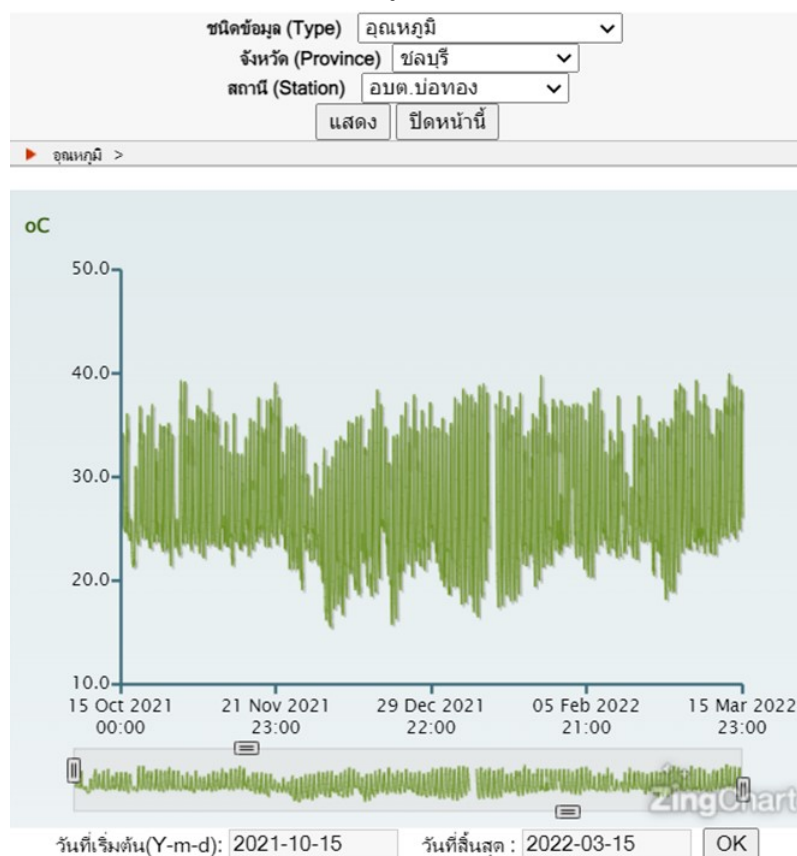 ชนิดข้อมูล (Type) อุณหภูมิ
จังหวัด (Province) ชลบุรี
สถานี (Station) อบต.บ่อทอง
แสดง ปิดหน้านี้
อุณหภูมิ >
oC
50.0
40.0
30.0
20.0
10.0
15 Oct 2021 21 Nov 2021 29 Dec 2021 05 Feb 2022 15 Mar 2022
00:00 23:00 22:00 21:00 23:00
ZingChart
วันที่เริ่มต้น(Y-m-d): 2021-10-15 วันที่สิ้นสุด : 2022-03-15 OK